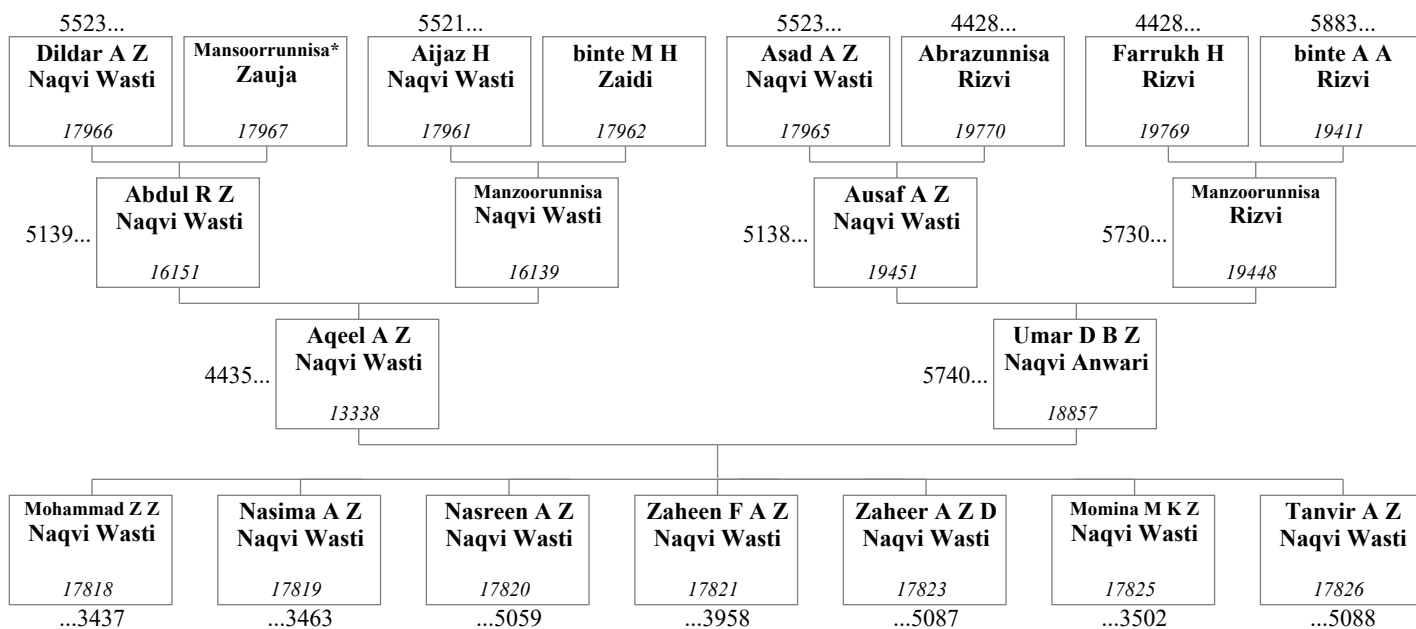 5523...
5521...
5523...
4428...
4428...
5883...
Dildar A Z
Naqvi Wasti
17966
Mansoorrunnisa*
Zauja
17967
Aijaz H
Naqvi Wasti
17961
binte M H
Zaidi
17962
Asad A Z
Naqvi Wasti
17965
Abrazunnisa
Rizvi
19770
Farrukh H
Rizvi
19769
binte A A
Rizvi
19411
5139...
Abdul R Z
Naqvi Wasti
16151
Manzoorunnisa
Naqvi Wasti
16139
5138...
Ausaf A Z
Naqvi Wasti
19451
5730...
Manzoorunnisa
Rizvi
19448
4435...
Aqeel A Z
Naqvi Wasti
13338
5740...
Umar D B Z
Naqvi Anwari
18857
Mohammad Z Z
Naqvi Wasti
17818
...3437
Nasima A Z
Naqvi Wasti
17819
...3463
Nasreen A Z
Naqvi Wasti
17820
...5059
Zaheen F A Z
Naqvi Wasti
17821
...3958
Zaheer A Z D
Naqvi Wasti
17823
...5087
Momina M K Z
Naqvi Wasti
17825
...3502
Tanvir A Z
Naqvi Wasti
17826
...5088